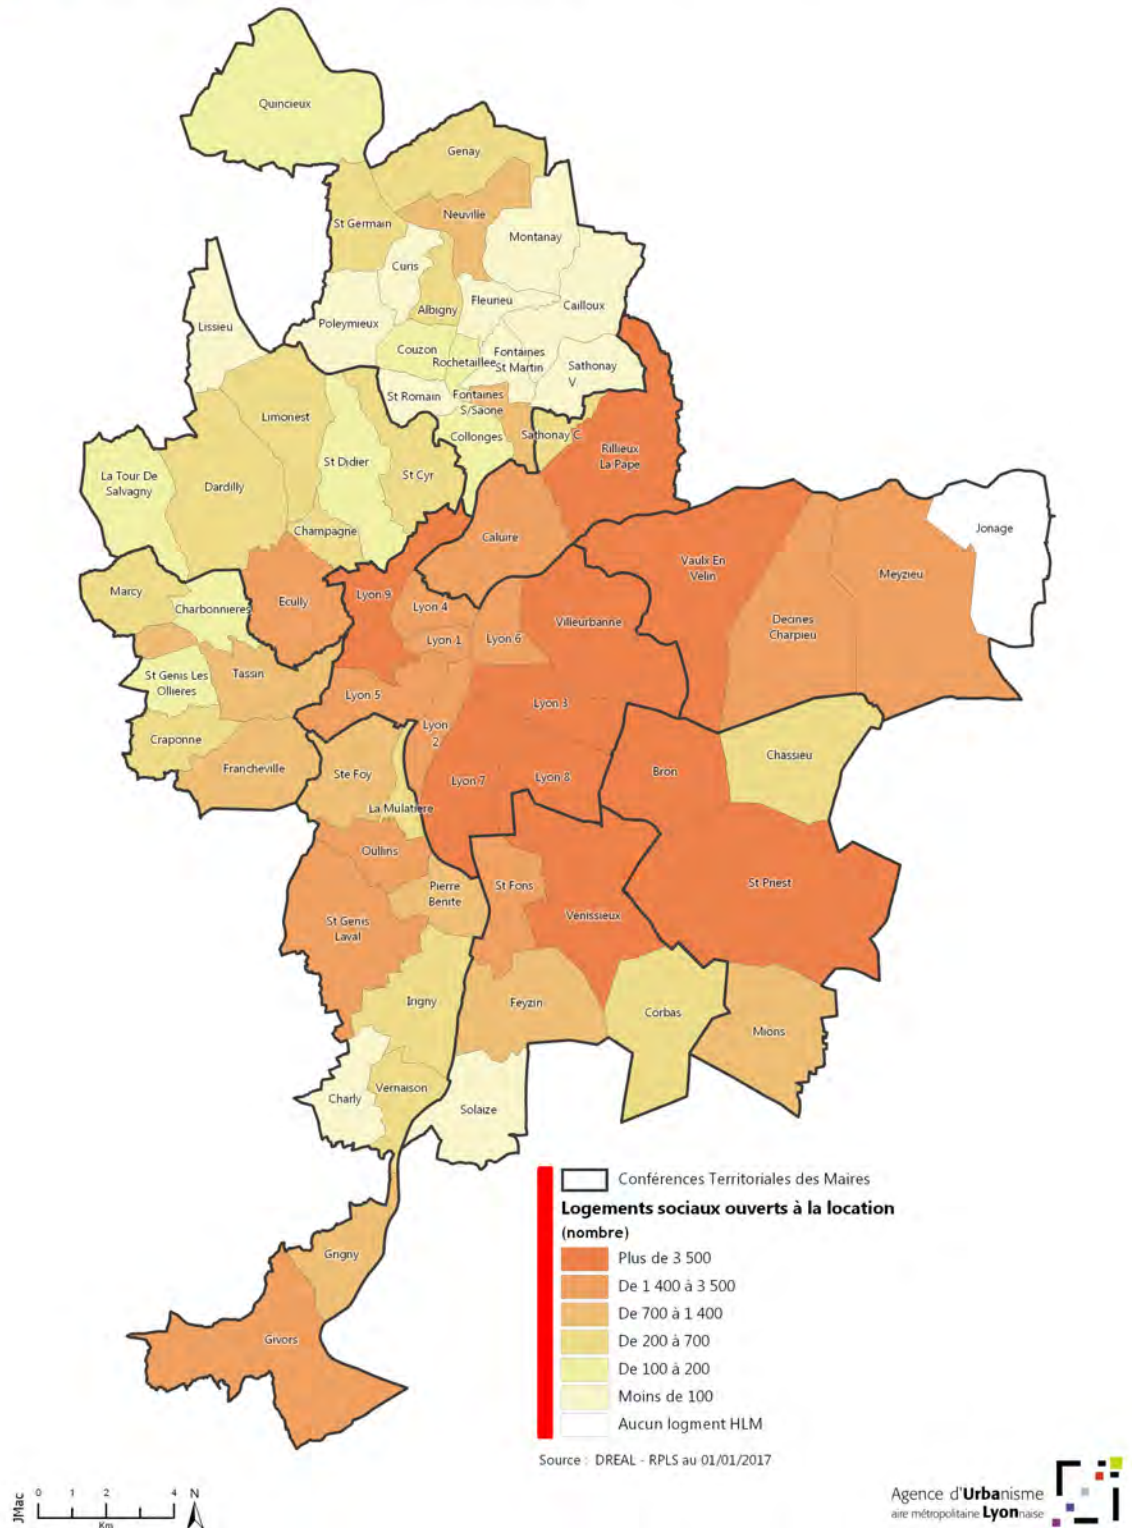 Quincieux
Genay
St Germain
Neuville
Montanay
Curis
Albigny
Fleurieu
Cailloux
Lissieu
Poleymieux
Couzon
Rochetaillee
Fontaines
St Martin
Sathonay
V
St Romain
Fontaines
S/Saone
Limonest
Collonges
Sathonay C
Rillieux
La Pape
La Tour De
Salvagny
Dardilly
St Didier
St Cyr
Champagne
Caluire
Jonage
Vaulx En
Velin
Meyzieu
Marcy
Charbonnieres
Ecully
Lyon 9
Lyon 4
Villeurbanne
Decines
Charpieu
Lyon 1
Lyon 6
St Genis Les
Ollieres
Tassin
Lyon 5
Lyon 3
Lyon
2
Craponne
Francheville
Ste Foy
Lyon 7
Lyon 8
Bron
Chassieu
La Mulatiere
Oullins
Pierre
Benite
St Fons
St Priest
St Genis
Laval
Venissieux
Irigny
Feyzin
Corbas
Mions
Charly
Vernaison
Solaize
Grigny
Givors
Conférences Territoriales des Maires
Logements sociaux ouverts à la location
(nombre)
Plus de 3 500
De 1 400 à 3 500
De 700 à 1 400
De 200 à 700
De 100 à 200
Moins de 100
Aucun logment HLM
Source : DREAL - RPLS au 01/01/2017
JMac
0 1 2 4 N
Km
Agence d'Urbanisme
aire métropolitaine Lyonnaise